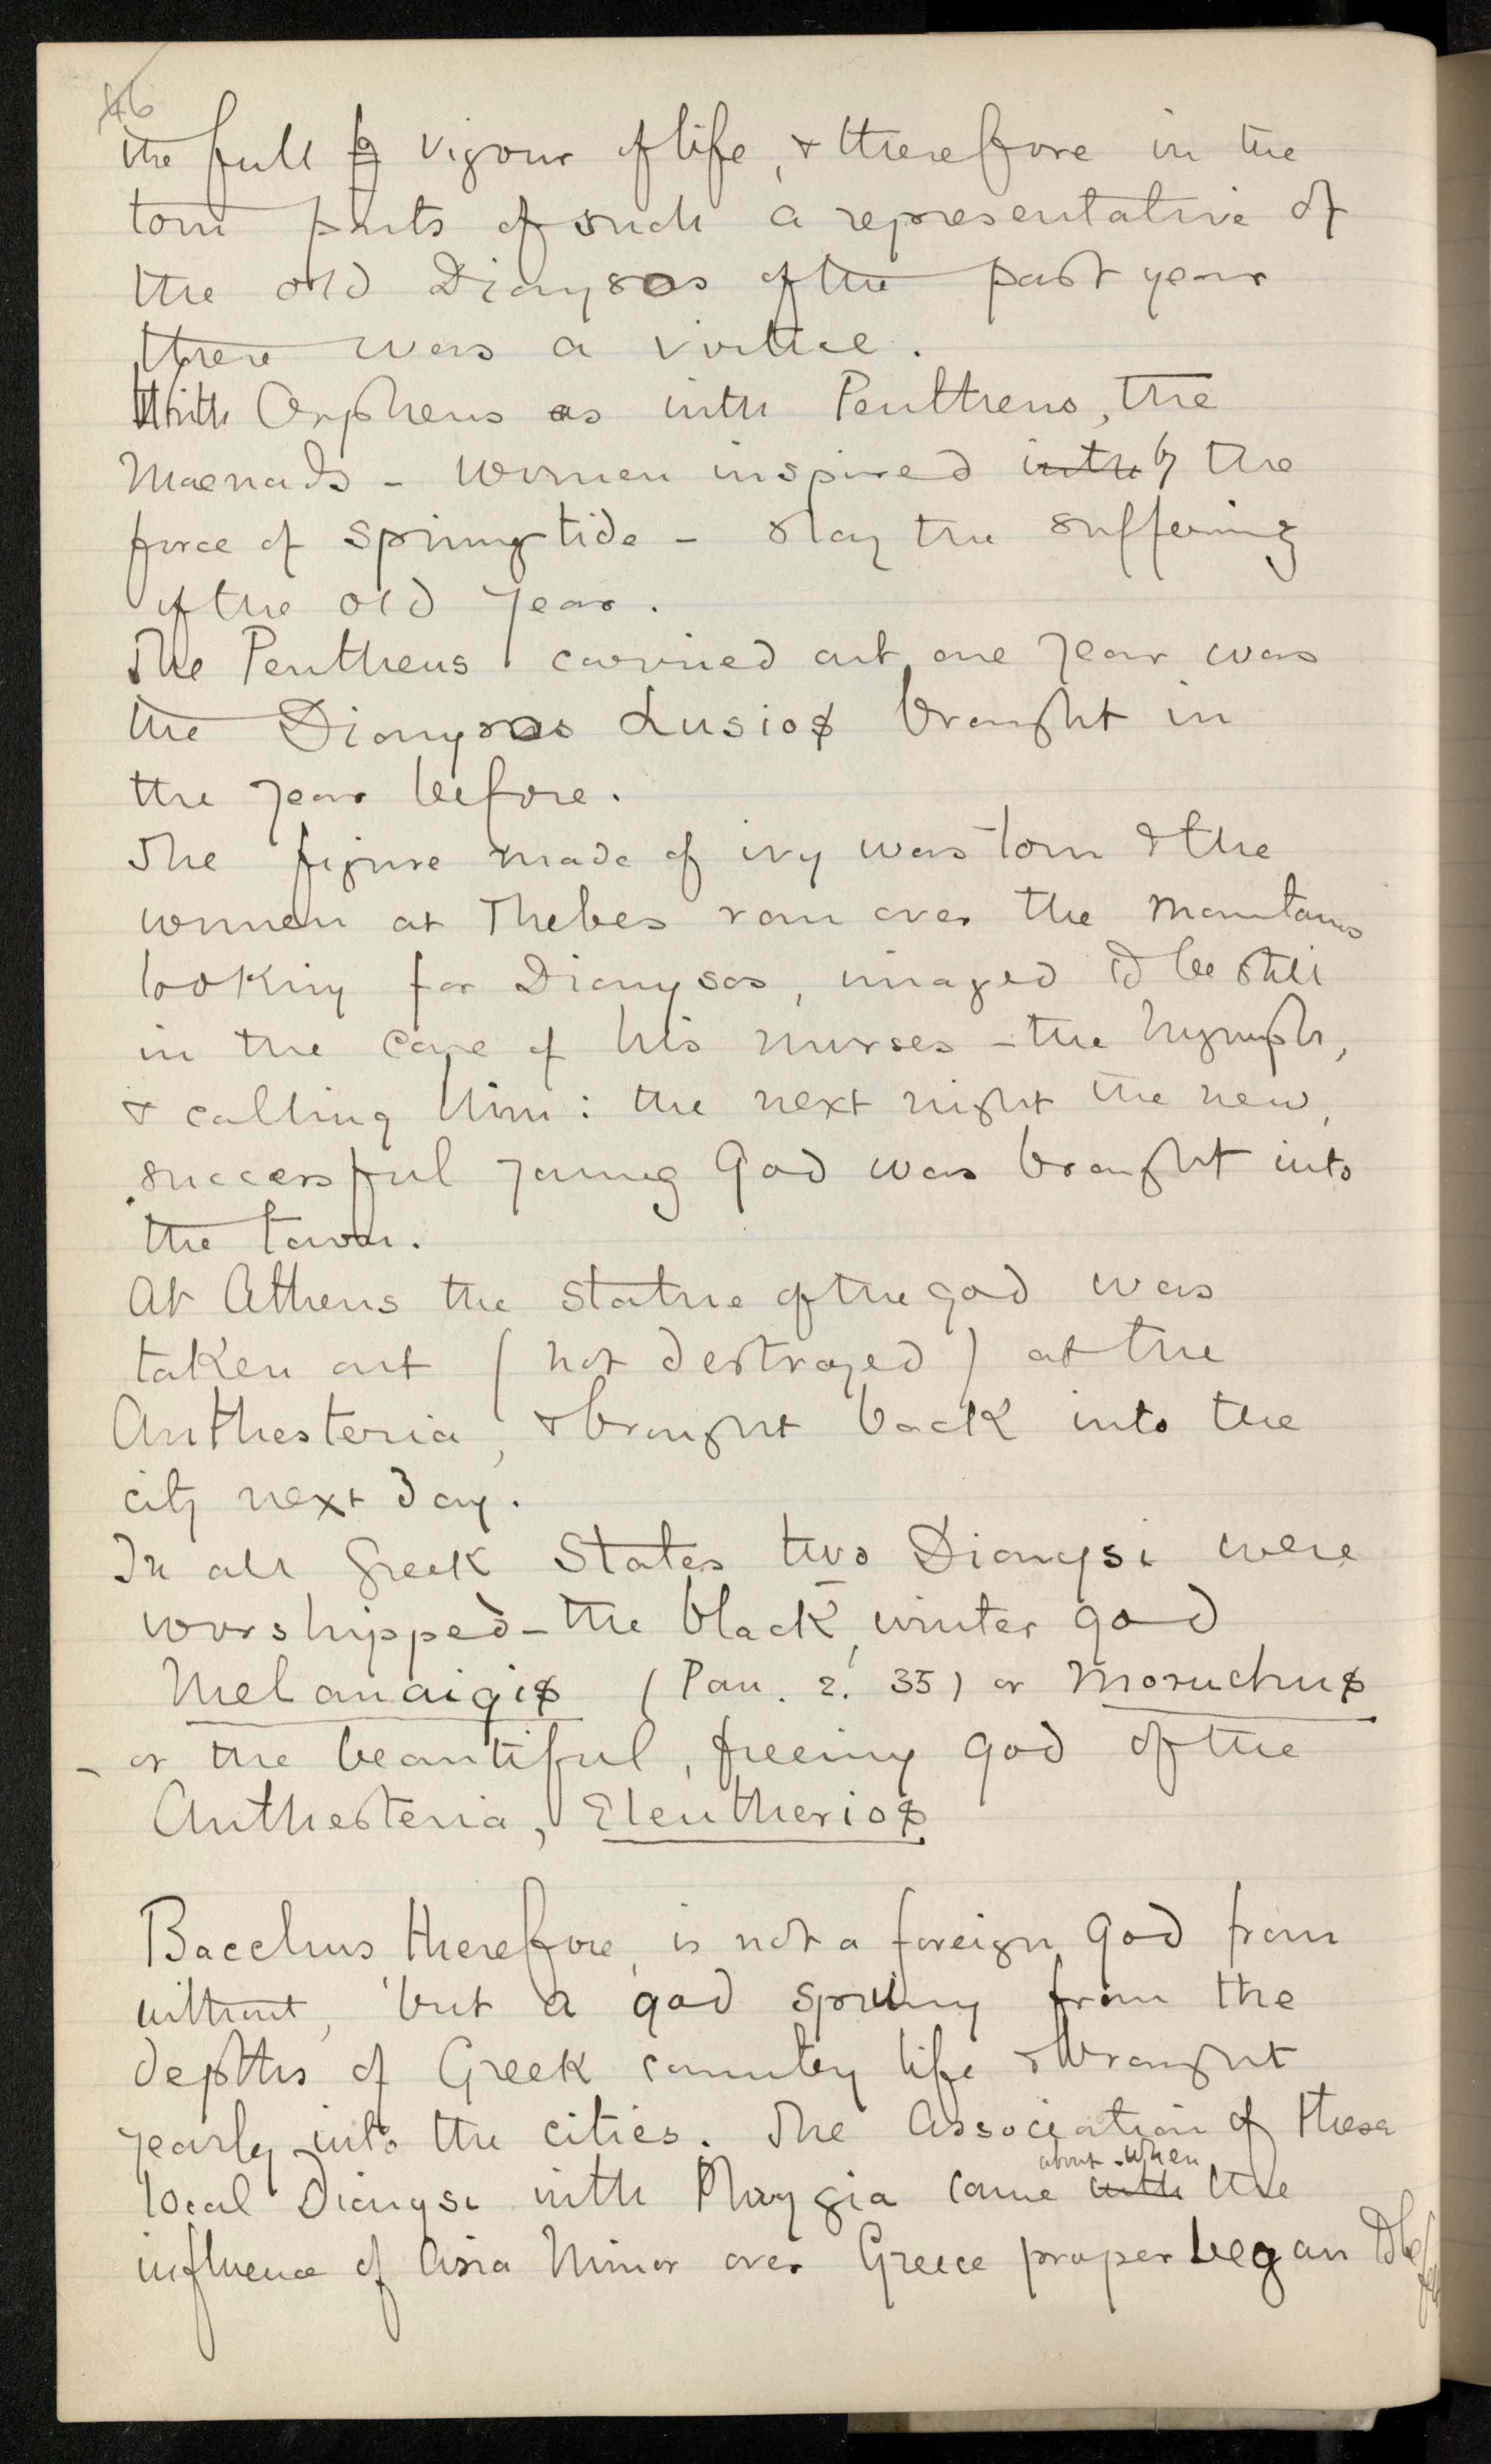 46
the full by vigour of life, & therefore in the
torn parts of such a representative of
the old Dionysos of the past year
there was a virtue.
With Orpheus as with Pentheus, the
Maenads - women inspired with by the
force of springtide - slay the suffering
of the old year.
The Pentheus carried out one year was
the Dionysos Lusios brought in
the year before.
The figure made of ivy was torn & the
women at Thebes ran over the mountains
looking for Dionysos, imaged to be still
in the care of his nurses - the nymphs,
& calling him: the next night the new,
successful young God was brought into
the town.
At Athens the statue of the god was
taken out (not destroyed) at the
Anthesteria, & brought back into the
city next day.
In all Greek States two Dionysi were
worshipped - the black, winter god
Melanaigis (Pau. 2. 35) or Moruchus
- or the beautiful, freeing god of the
Anthesteria, Eleutherios
Bacchus therefore, is not a foreign god from
without, but a god sprung from the
depths of Greek country life & brought
yearly into the cities. The association of these
about when
local Dionysi with Phrygia came with the
influence of Asia Minor over Greece proper began to be